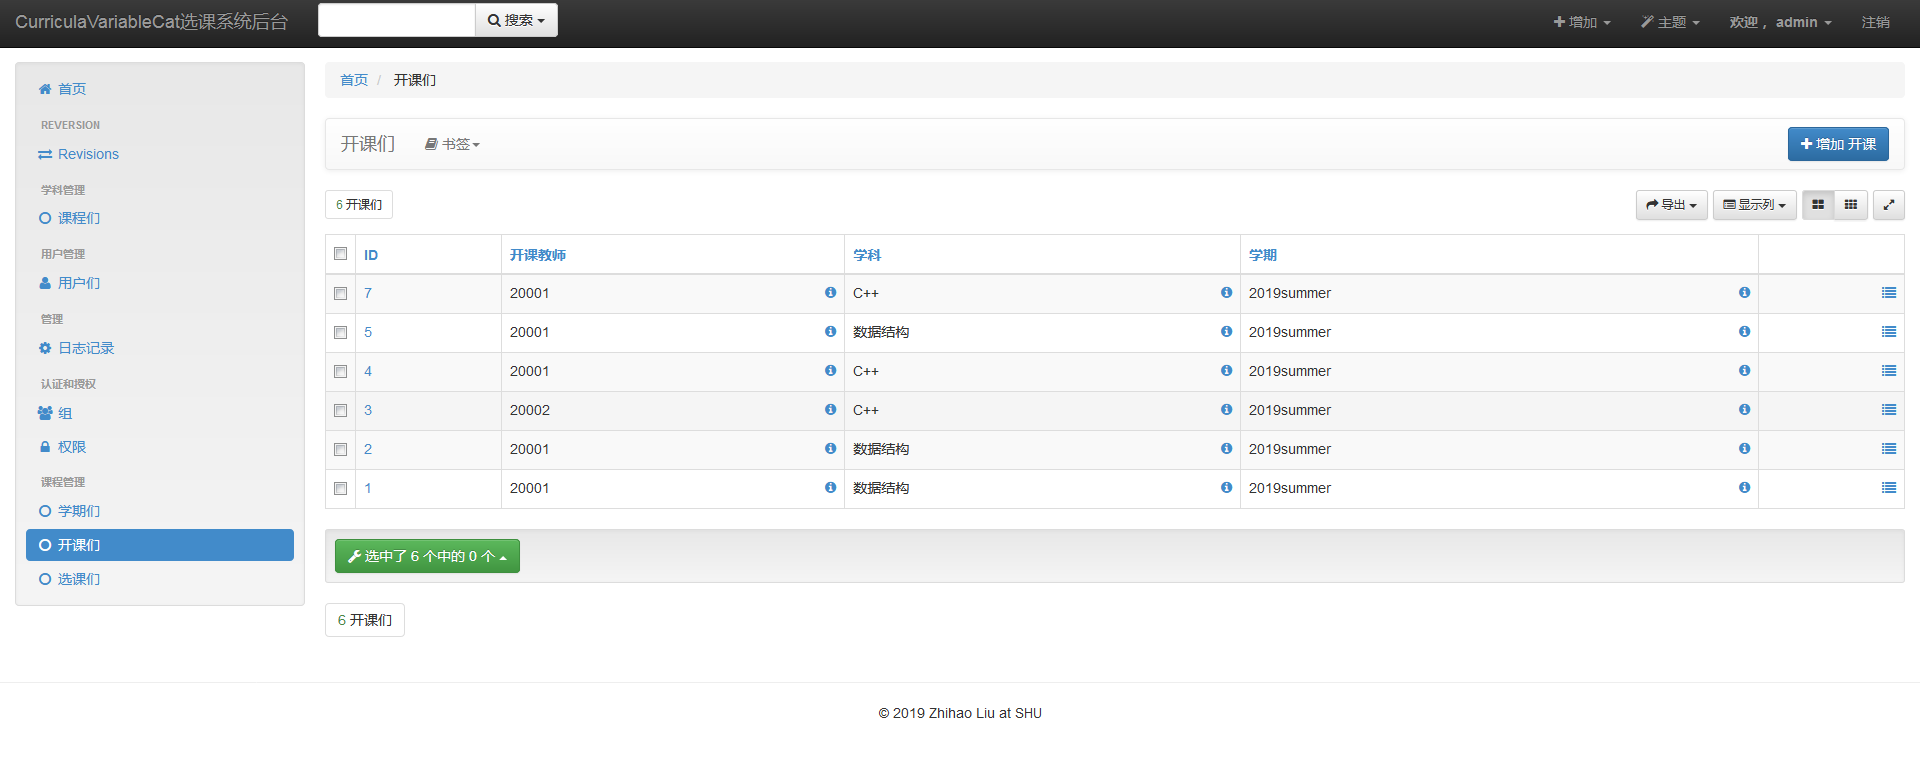 CurriculaVariableCat选课系统后台 搜索 增加 主题 欢迎， admin 注销
首页
REVERSION
Revisions
学科管理
课程们
用户管理
用户们
管理
日志记录
认证和授权
组
权限
课程管理
学期们
开课们
选课们
首页 / 开课们
开课们 书签 增加 开课
6 开课们 导出 显示列
ID 开课教师 学科 学期
7 20001 C++ 2019summer
5 20001 数据结构 2019summer
4 20001 C++ 2019summer
3 20002 C++ 2019summer
2 20001 数据结构 2019summer
1 20001 数据结构 2019summer
选中了 6 个中的 0 个
6 开课们
© 2019 Zhihao Liu at SHU